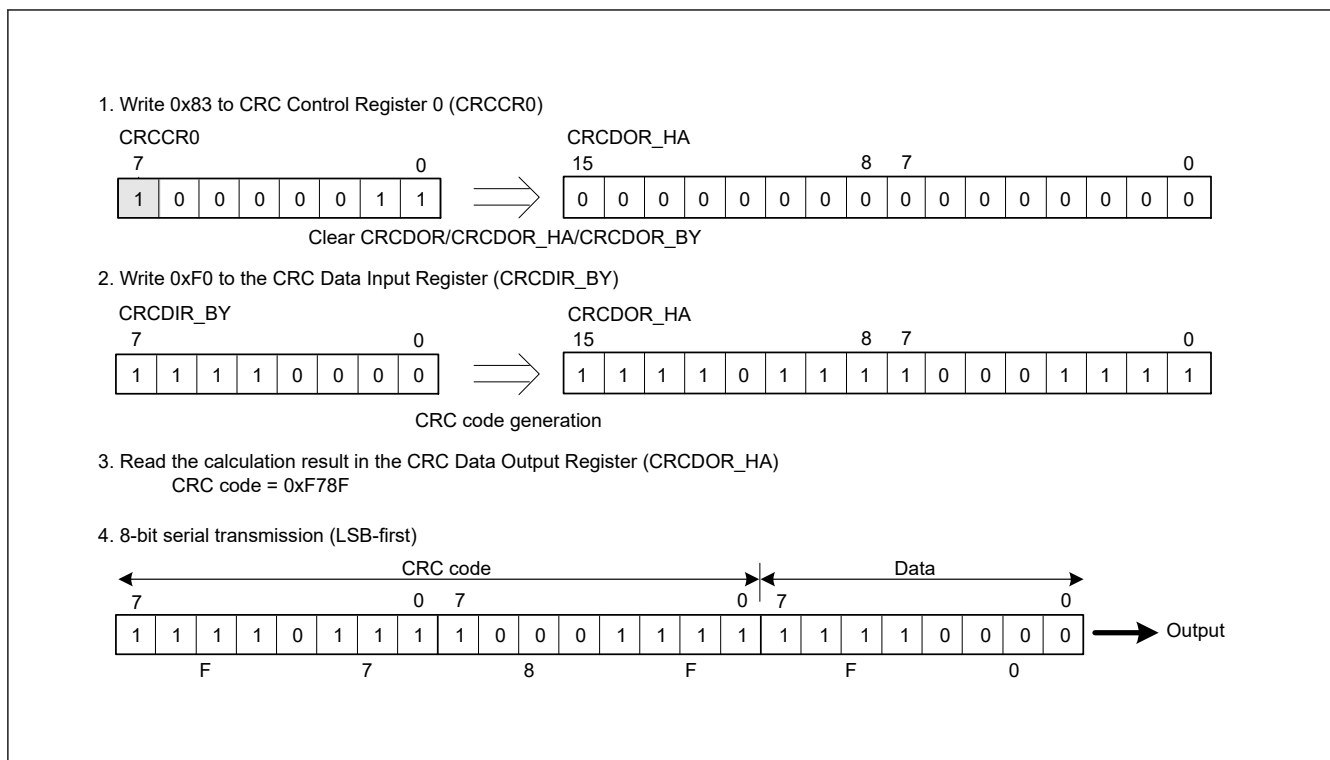 1. Write 0x83 to CRC Control Register 0 (CRCCR0)
CRCCR0 CRCDOR_HA
7 0 15 8 7 0
1 0 0 0 0 0 1 1 0 0 0 0 0 0 0 0 0 0 0 0 0 0 0 0
Clear CRCDOR/CRCDOR_HA/CRCDOR_BY
2. Write 0xF0 to the CRC Data Input Register (CRCDIR_BY)
CRCDIR_BY CRCDOR_HA
7 0 15 8 7 0
1 1 1 1 0 0 0 0 1 1 1 1 0 1 1 1 1 0 0 0 1 1 1 1
CRC code generation
3. Read the calculation result in the CRC Data Output Register (CRCDOR_HA)
CRC code = 0xF78F
4. 8-bit serial transmission (LSB-first)
CRC code Data
7 0 7 0 7 0
1 1 1 1 0 1 1 1 1 0 0 0 1 1 1 1 1 1 1 1 0 0 0 0 Output
F 7 8 F F 0